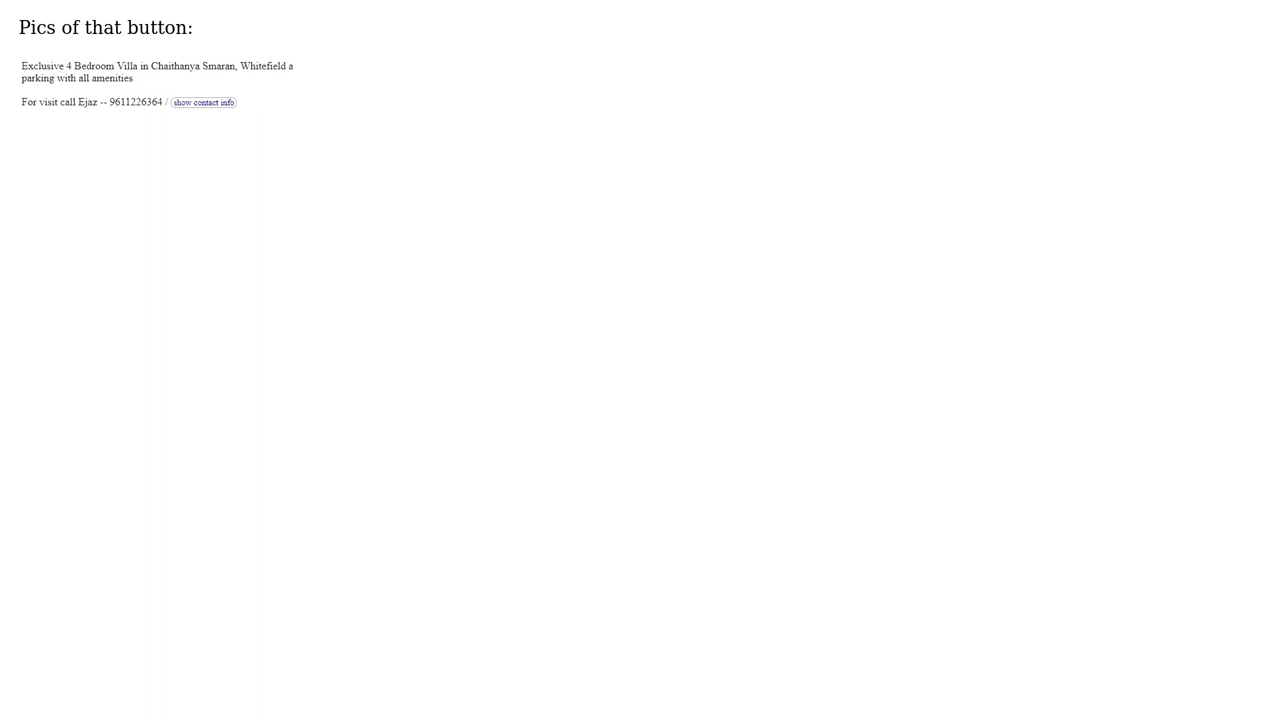 Pics of that button:
Exclusive 4 Bedroom Villa in Chaithanya Smaran, Whitefield a
parking with all amenities
For visit call Ejaz -- 9611226364 / show contact info